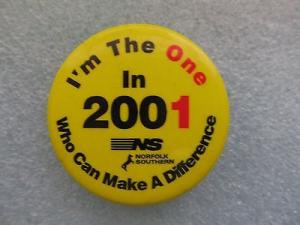 I'm The One
In
2001
NS
NORFOLK
SOUTHERN
Who Can Make A Difference